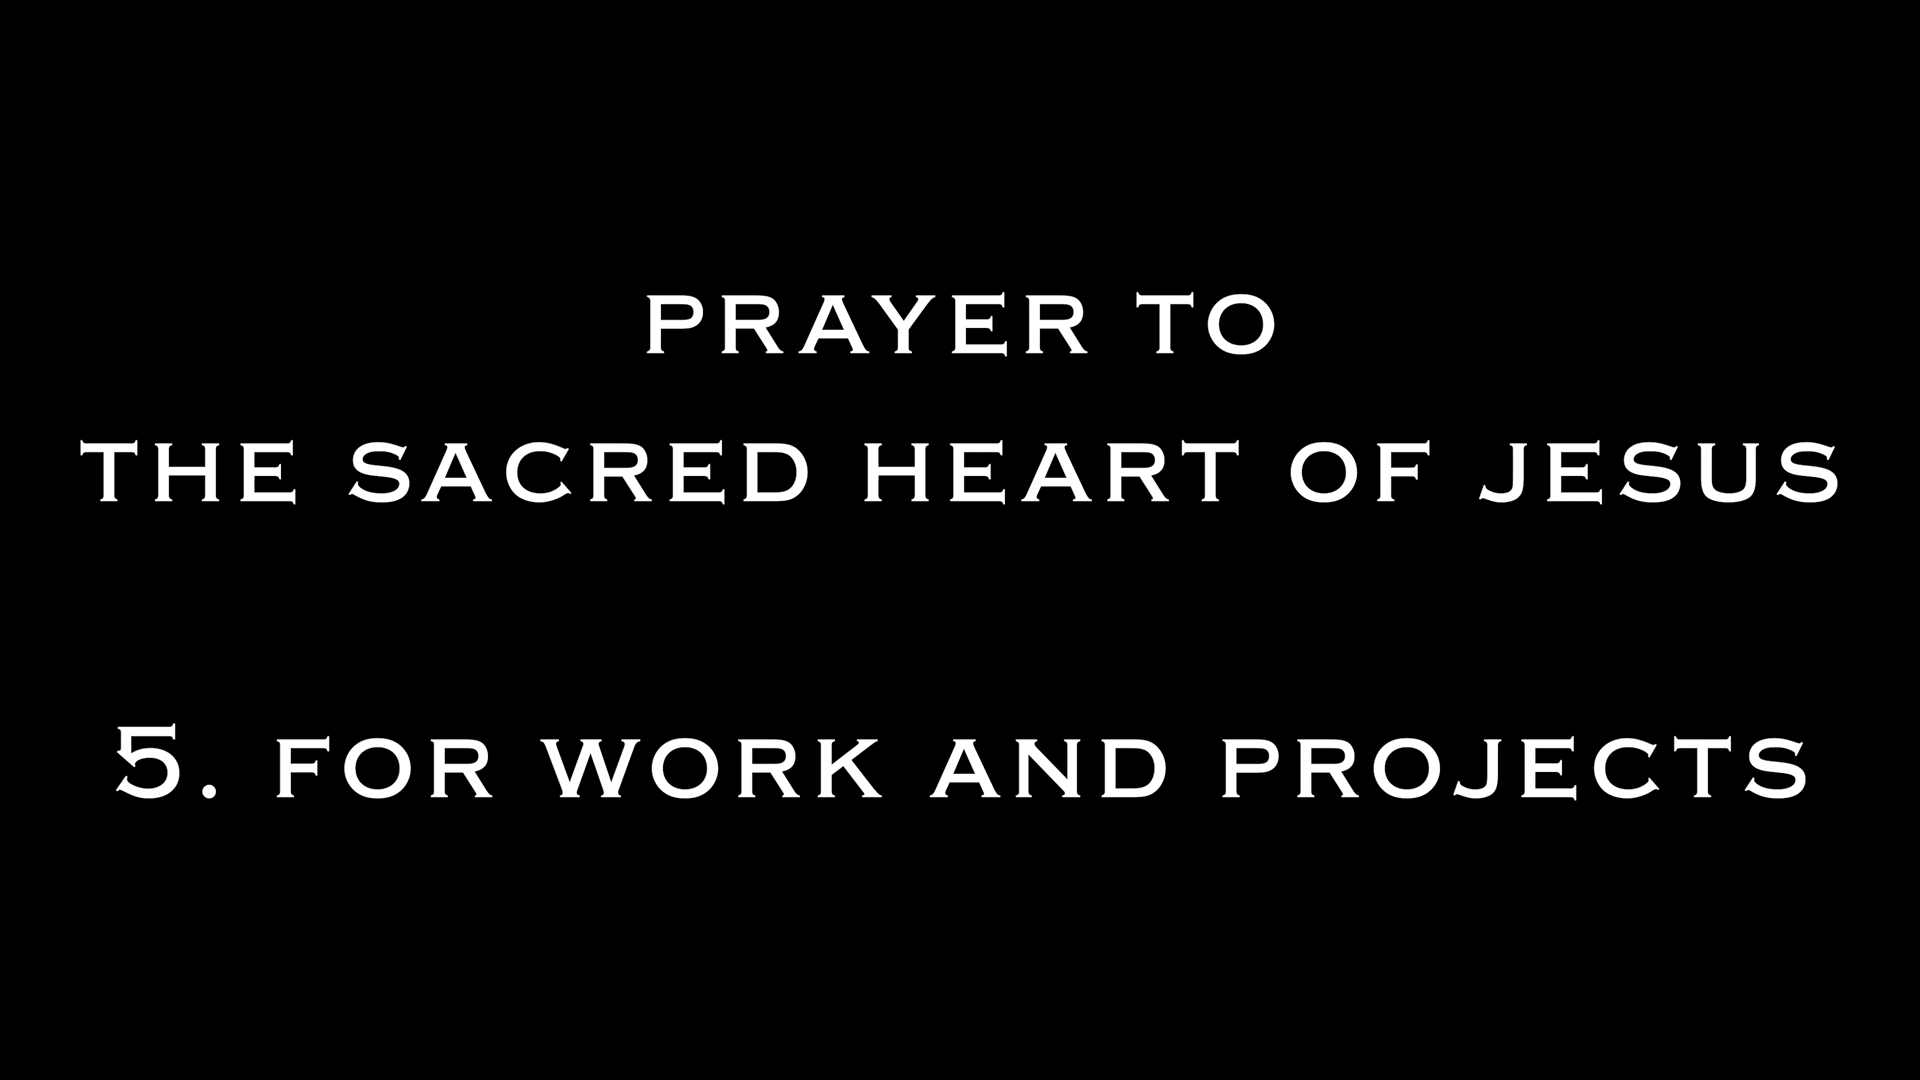 PRAYER TO
THE SACRED HEART OF JESUS
5. FOR WORK AND PROJECTS